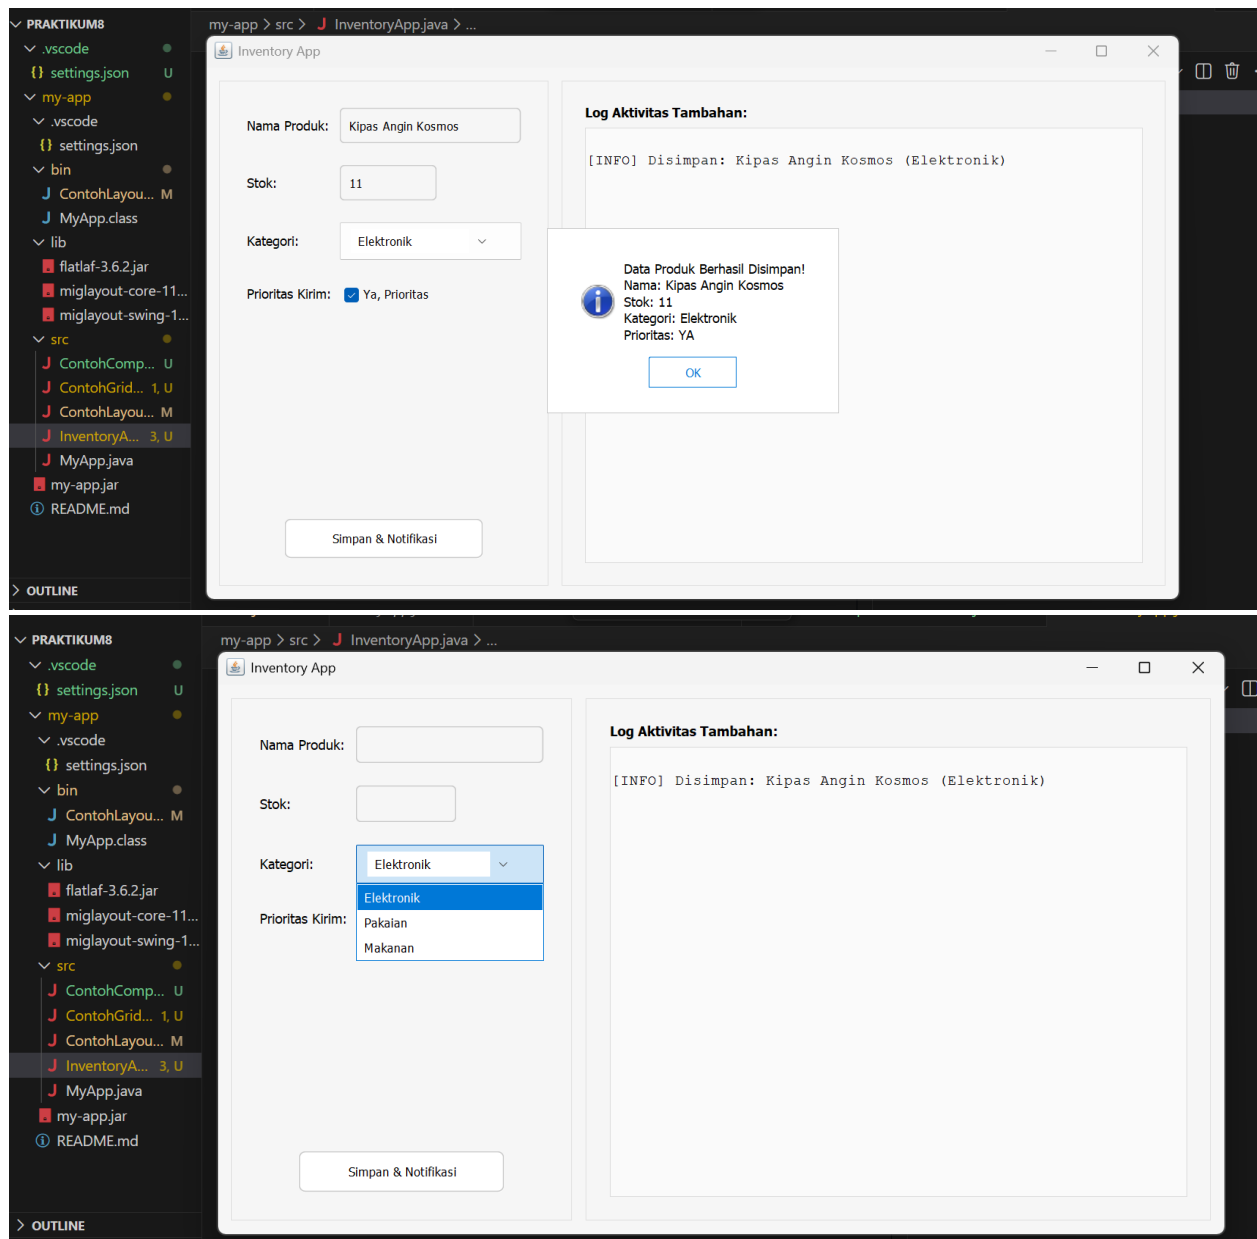 PRAKTIKUM8
my-app > src > J InventoryApp.java > ...
.vscode
{} settings.json U
my-app
.vscode
{} settings.json
bin
J ContohLayou... M
J MyApp.class
lib
flatlaf-3.6.2.jar
miglayout-core-11...
miglayout-swing-1...
src
J ContohComp... U
J ContohGrid... 1, U
J ContohLayou... M
J InventoryA... 3, U
J MyApp.java
my-app.jar
README.md
OUTLINE
Inventory App
Nama Produk: Kipas Angin Kosmos
Stok: 11
Kategori: Elektronik
Prioritas Kirim: Ya, Prioritas
Simpan & Notifikasi
Log Aktivitas Tambahan:
[INFO] Disimpan: Kipas Angin Kosmos (Elektronik)
Data Produk Berhasil Disimpan!
Nama: Kipas Angin Kosmos
Stok: 11
Kategori: Elektronik
Prioritas: YA
OK
PRAKTIKUM8
my-app > src > J InventoryApp.java > ...
.vscode
{} settings.json U
my-app
.vscode
{} settings.json
bin
J ContohLayou... M
J MyApp.class
lib
flatlaf-3.6.2.jar
miglayout-core-11...
miglayout-swing-1...
src
J ContohComp... U
J ContohGrid... 1, U
J ContohLayou... M
J InventoryA... 3, U
J MyApp.java
my-app.jar
README.md
OUTLINE
Inventory App
Nama Produk:
Stok:
Kategori: Elektronik
Elektronik
Pakaian
Makanan
Prioritas Kirim:
Simpan & Notifikasi
Log Aktivitas Tambahan:
[INFO] Disimpan: Kipas Angin Kosmos (Elektronik)